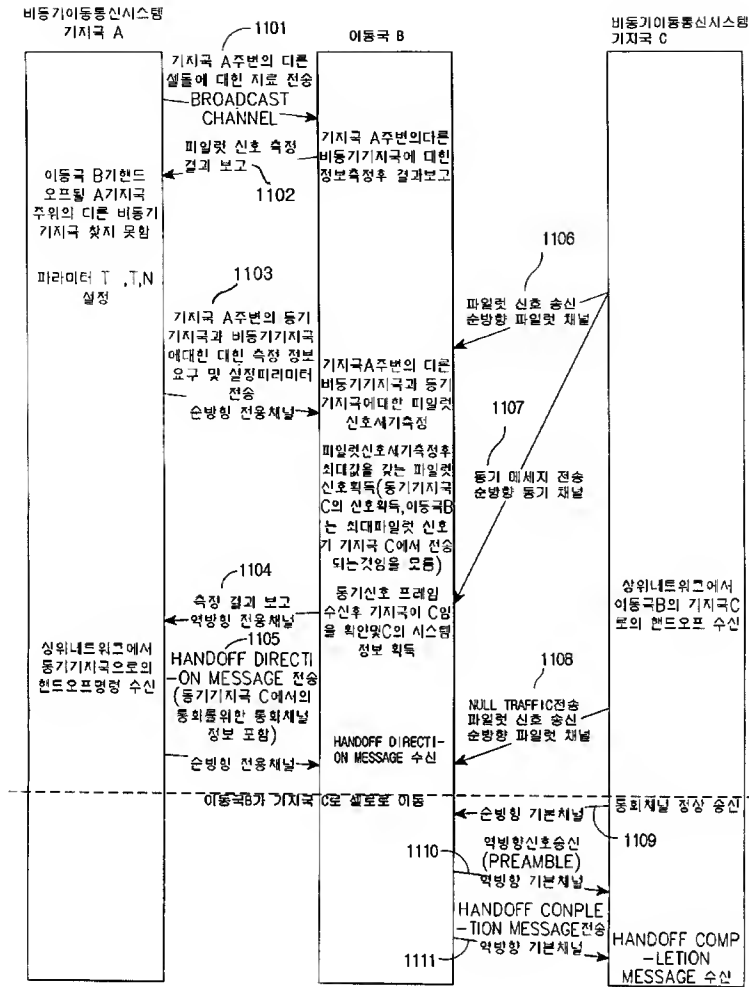 비동기이동통신시스템
기지국 A
이동국 B
비동기이동통신시스템
기지국 C
1101
기지국 A주변의 다른
셀들에 대한 자료 전송
BROADCAST
CHANNEL
기지국 A주변의다른
비동기기지국에 대한
정보측정후 결과보고
파일럿 신호 측정
결과 보고
1102
이동국 B가핸드
오프될 A기지국
주위의 다른 비동기
기지국 찾지 못함
파라미터 T ,T,N
설정
1103
기지국 A주변의 동기
기지국과 비동기기지국
에대한 대한 측정 정보
요구 및 설정파라미터
전송
순방향 전용채널
1106
파일럿 신호 송신
순방향 파일럿 채널
기지국A주변의 다른
비동기기지국과 동기
기지국에대한 파일럿
신호세기측정
1107
동기 메세지 전송
순방향 동기 채널
파일럿신호세기측정후
최대값을 갖는 파일럿
신호획득(동기기지국
C의 신호획득,이동국B
는 최대파일럿 신호
가 기지국 C에서 전송
되는것임을 모름)
1104
측정 결과 보고
역방향 전용채널
동기신호 프레임
수신후 기지국이 C임
을 확인및C의 시스템
정보 획득
상위네트워크에서
이동국B의 기지국C
로의 핸드오프 수신
상위네트워크에서
동기기지국으로의
핸드오프명령 수신
1105
HANDOFF DIRECTI
-ON MESSAGE 전송
(동기기지국 C에서의
통화를위한 통화채널
정보 포함)
순방향 전용채널
1108
NULL TRAFFIC전송
파일럿 신호 송신
순방향 파일럿 채널
HANDOFF DIRECTI-
ON MESSAGE 수신
이동국B가 기지국 C로 셀로로 이동
통화채널 정상 송신
순방향 기본채널
1109
1110
역방향신호송신
(PREAMBLE)
역방향 기본채널
HANDOFF CONPLE
-TION MESSAGE전송
역방향 기본채널
1111
HANDOFF COMP
-LETION
MESSAGE 수신